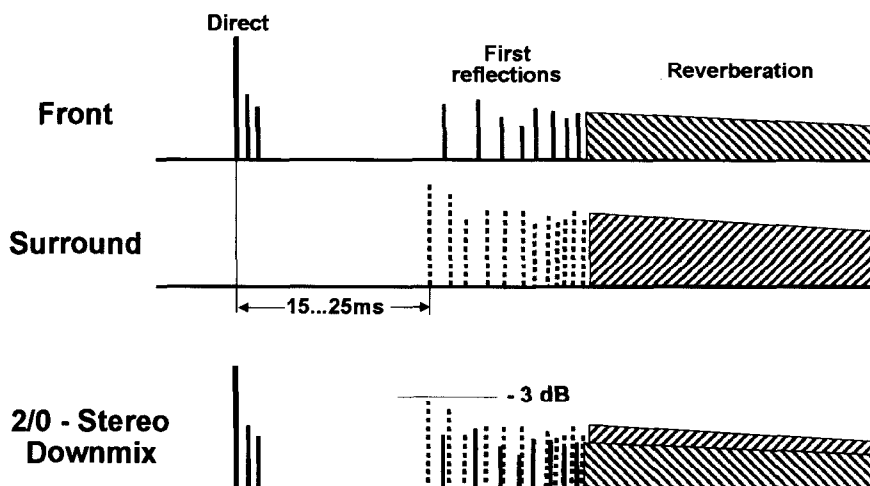 Direct
First
reflections
Reverberation
Front
Surround
15...25ms
- 3 dB
2/0 - Stereo
Downmix